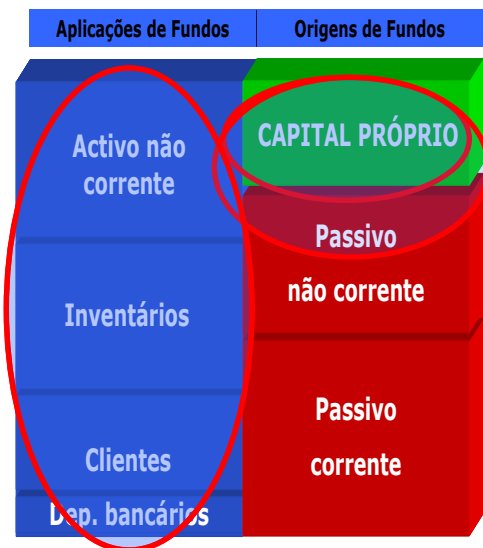 Aplicações de Fundos
Origens de Fundos
Activo não
corrente
Inventários
Clientes
Dep. bancários
CAPITAL PRÓPRIO
Passivo
não corrente
Passivo
corrente